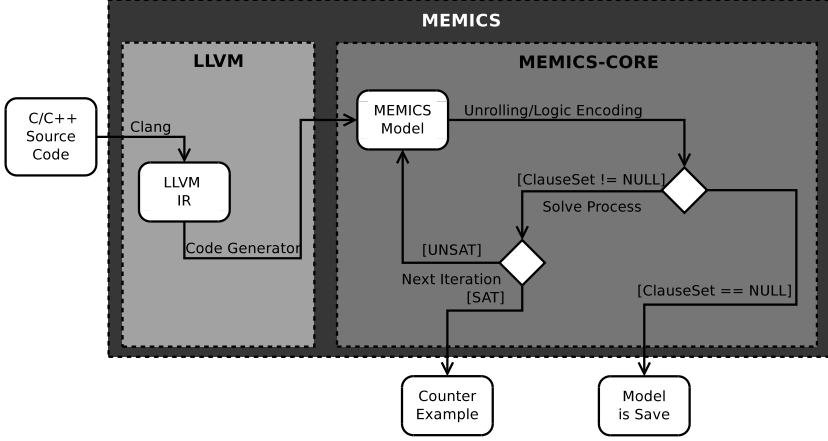 MEMICS
LLVM
MEMICS-CORE
C/C++
Source
Code
Clang
LLVM
IR
Code Generator
MEMICS
Model
Unrolling/Logic Encoding
[ClauseSet != NULL]
Solve Process
[UNSAT]
Next Iteration
[SAT]
[ClauseSet == NULL]
Counter
Example
Model
is Save